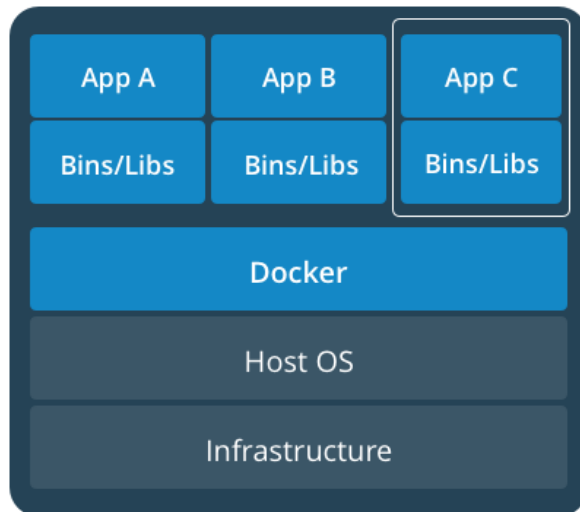 App A
App B
App C
Bins/Libs
Bins/Libs
Bins/Libs
Docker
Host OS
Infrastructure